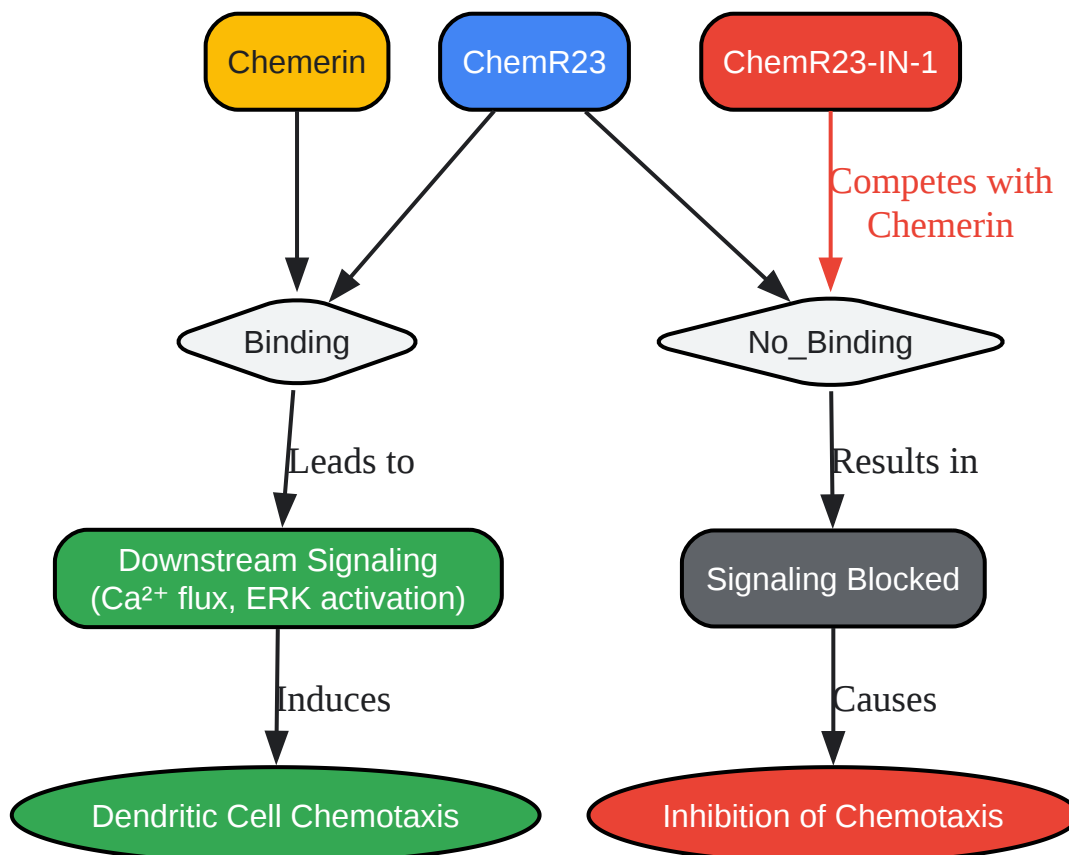 Chemerin
ChemR23
ChemR23-IN-1
Competes with
Chemerin
Binding
No_Binding
Leads to
Results in
Downstream Signaling
(Ca²⁺ flux, ERK activation)
Signaling Blocked
Induces
Causes
Dendritic Cell Chemotaxis
Inhibition of Chemotaxis